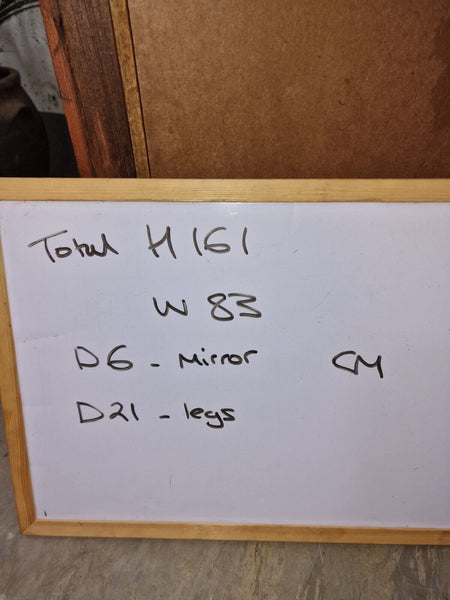 Total H 161
W 83
D6 - Mirror CM
D21 - legs